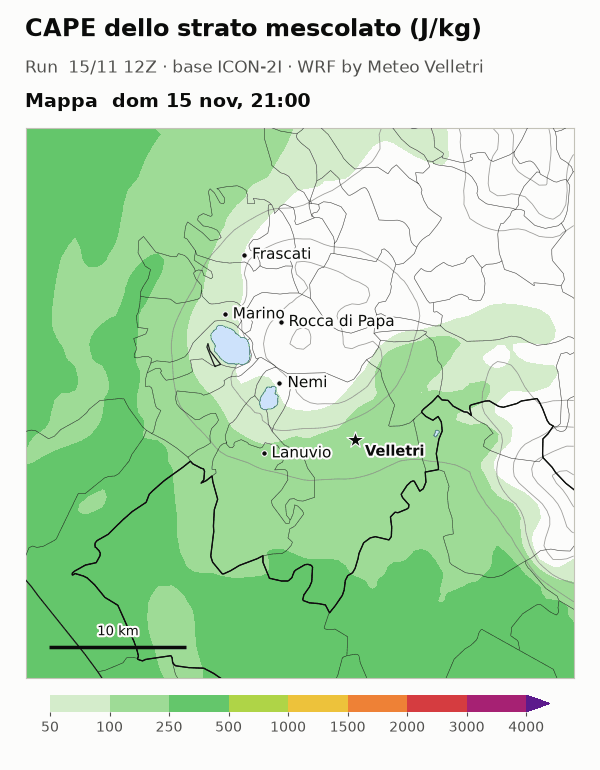 CAPE dello strato mescolato (J/kg)
Run  15/11 12Z · base ICON-2I · WRF by Meteo Velletri
Mappa  dom 15 nov, 21:00
Frascati
Marino
Rocca di Papa
Nemi
Velletri
Lanuvio
10 km
50 100 250 500 1000 1500 2000 3000 4000